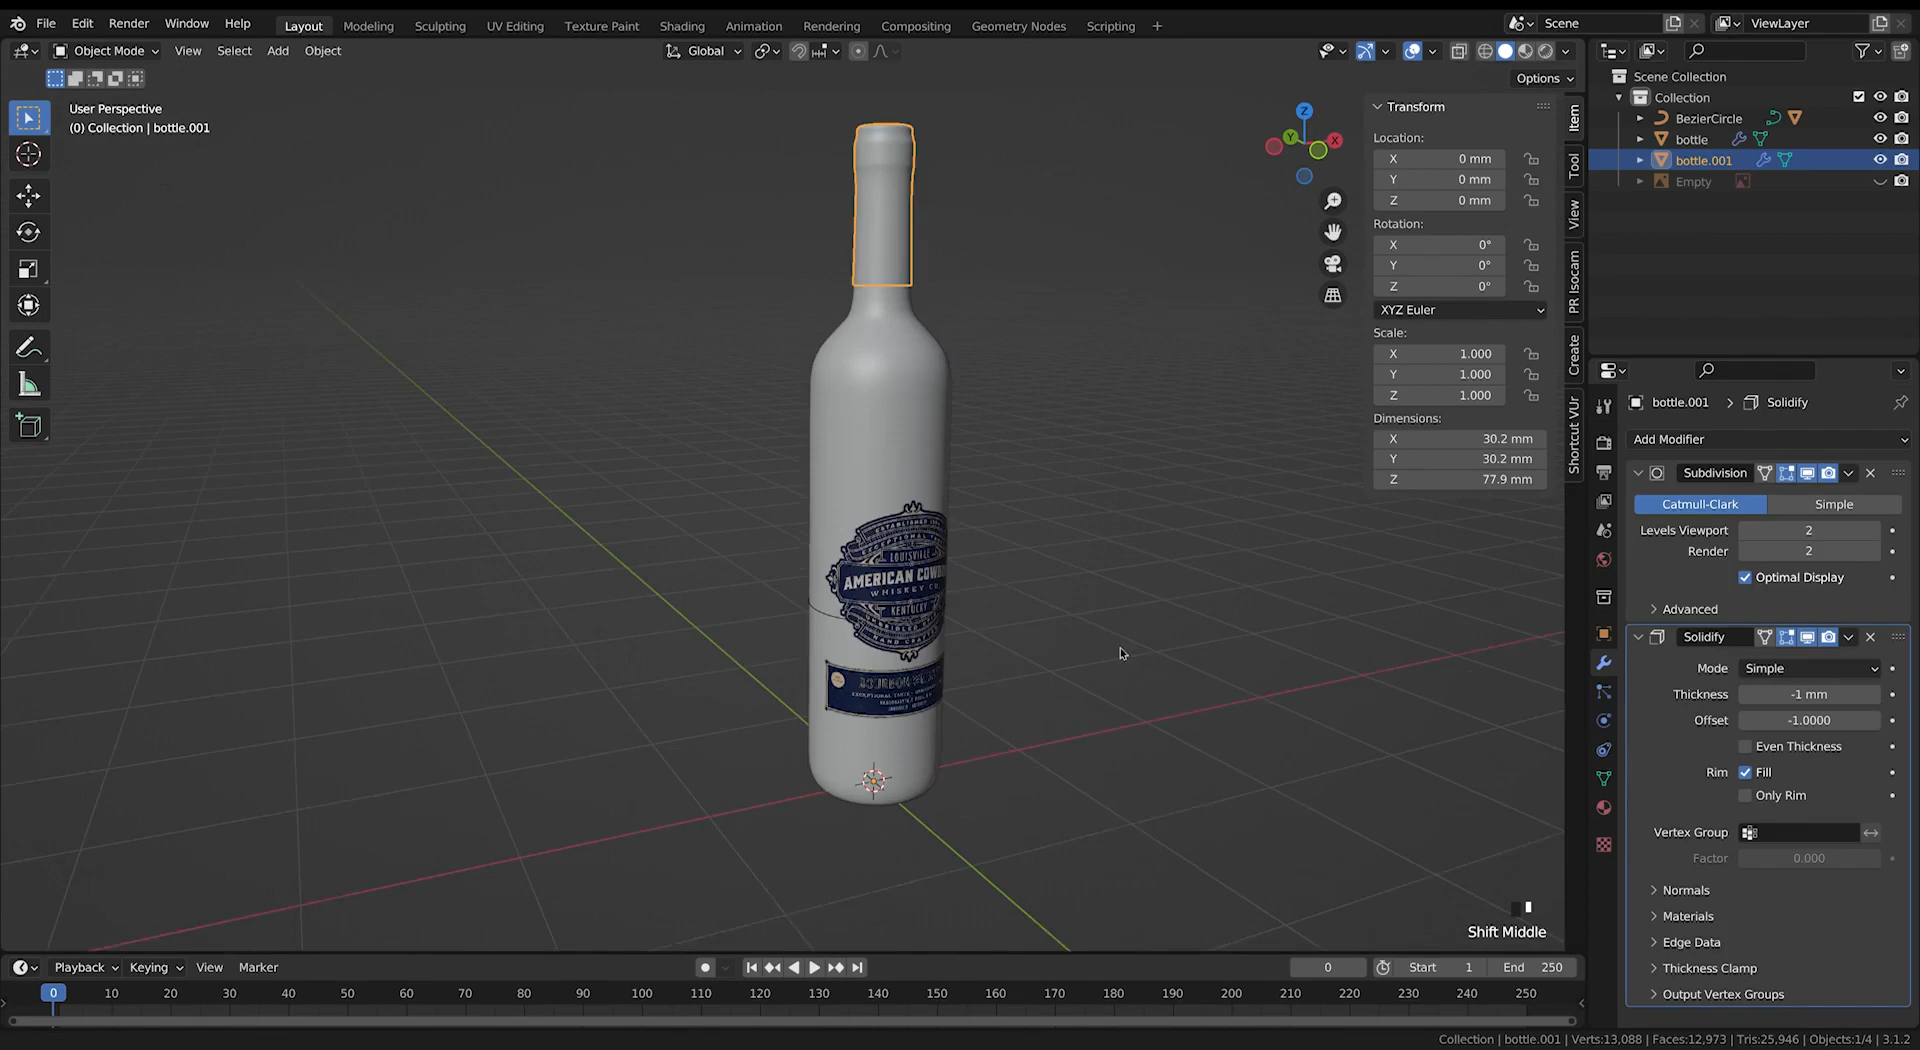 File Edit Render Window Help
Layout Modeling Sculpting UV Editing Texture Paint Shading Animation Rendering Compositing Geometry Nodes Scripting +
Scene
ViewLayer
Object Mode View Select Add Object
Global
Options
User Perspective
(0) Collection | bottle.001
Z
Y
X
Transform
Location:
X 0 mm
Y 0 mm
Z 0 mm
Rotation:
X 0°
Y 0°
Z 0°
XYZ Euler
Scale:
X 1.000
Y 1.000
Z 1.000
Dimensions:
X 30.2 mm
Y 30.2 mm
Z 77.9 mm
Item
Tool
View
PR Isocam
Create
Shortcut VUr
Scene Collection
Collection
BezierCircle
bottle
bottle.001
Empty
bottle.001 > Solidify
Add Modifier
Subdivision
Catmull-Clark Simple
Levels Viewport 2
Render 2
Optimal Display
Advanced
Solidify
Mode Simple
Thickness -1 mm
Offset -1.0000
Even Thickness
Rim Fill
Only Rim
Vertex Group
Factor 0.000
Normals
Materials
Edge Data
Thickness Clamp
Output Vertex Groups
LOUISVILLE
AMERICAN
WHISKEY CO
KENTUCKY
HAND CRAFTED
Shift Middle
Playback Keying View Marker
0
Start 1
End 250
0 10 20 30 40 50 60 70 80 90 100 110 120 130 140 150 160 170 180 190 200 210 220 230 240 250
Collection | bottle.001 | Verts:13,088 | Faces:12,973 | Tris:25,946 | Objects:1/4 | 3.1.2